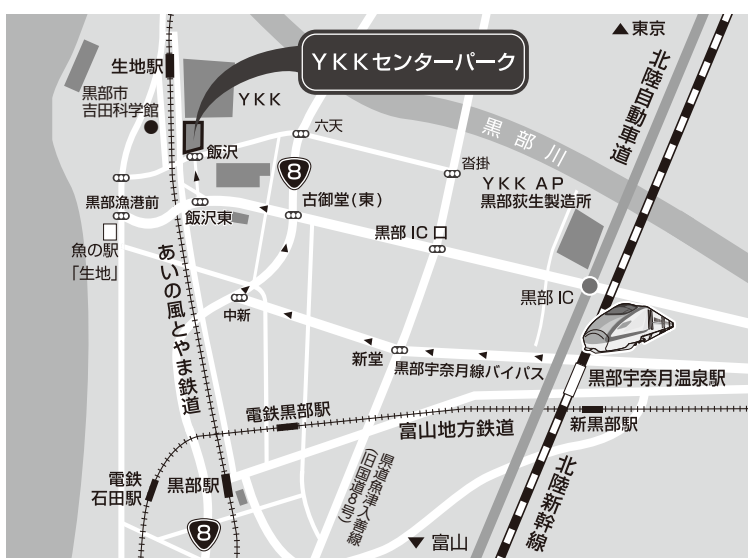 ▲東京
YKKセンターパーク
生地駅
北陸自動車道
黒部市
吉田科学館
YKK
六天
黒部川
飯沢
8
沓掛
YKK AP
黒部荻生製造所
古御堂(東)
黒部漁港前
飯沢東
黒部IC口
魚の駅
「生地」
あいの風とやま鉄道
黒部IC
中新
新堂
黒部宇奈月線バイパス
黒部宇奈月温泉駅
電鉄黒部駅
富山地方鉄道
新黒部駅
電鉄
石田駅
黒部駅
県道魚津入善線
(旧国道8号)
北陸新幹線
8
▼富山